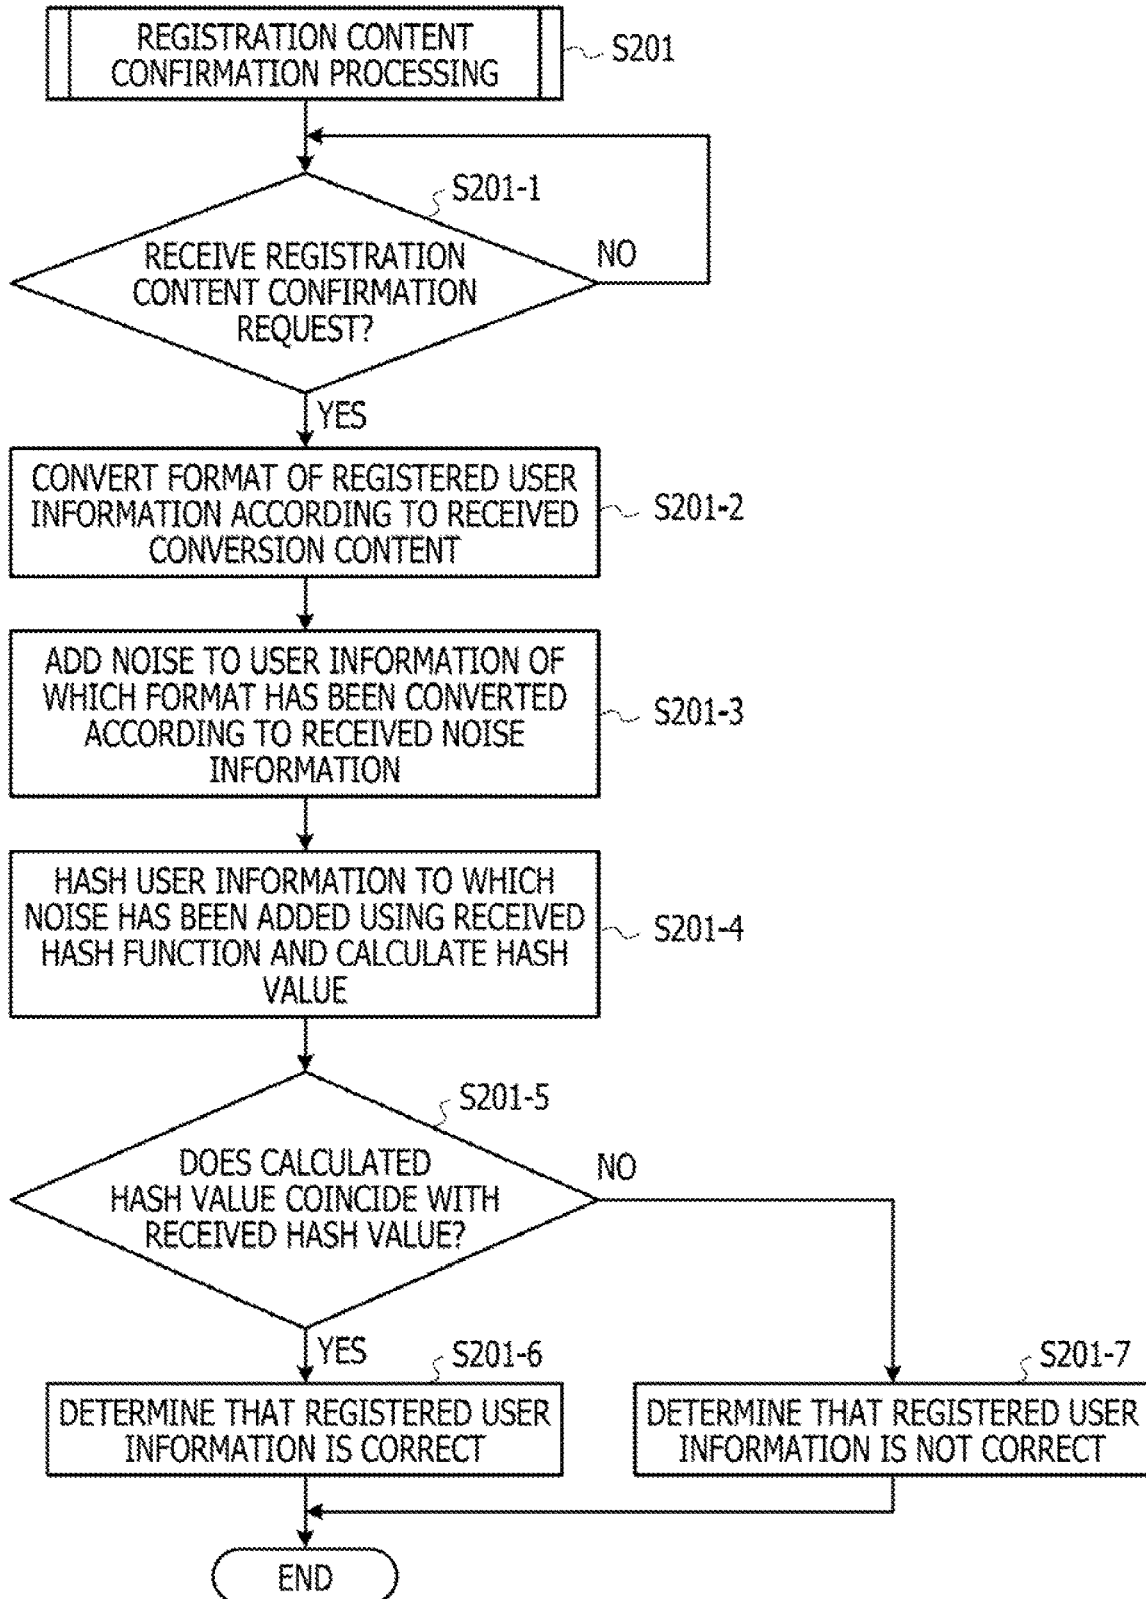 REGISTRATION CONTENT
CONFIRMATION PROCESSING
S201
S201-1
RECEIVE REGISTRATION
CONTENT CONFIRMATION
REQUEST?
NO
YES
CONVERT FORMAT OF REGISTERED USER
INFORMATION ACCORDING TO RECEIVED
CONVERSION CONTENT
S201-2
ADD NOISE TO USER INFORMATION OF
WHICH FORMAT HAS BEEN CONVERTED
ACCORDING TO RECEIVED NOISE
INFORMATION
S201-3
HASH USER INFORMATION TO WHICH
NOISE HAS BEEN ADDED USING RECEIVED
HASH FUNCTION AND CALCULATE HASH
VALUE
S201-4
S201-5
DOES CALCULATED
HASH VALUE COINCIDE WITH
RECEIVED HASH VALUE?
NO
YES
S201-6
DETERMINE THAT REGISTERED USER
INFORMATION IS CORRECT
S201-7
DETERMINE THAT REGISTERED USER
INFORMATION IS NOT CORRECT
END